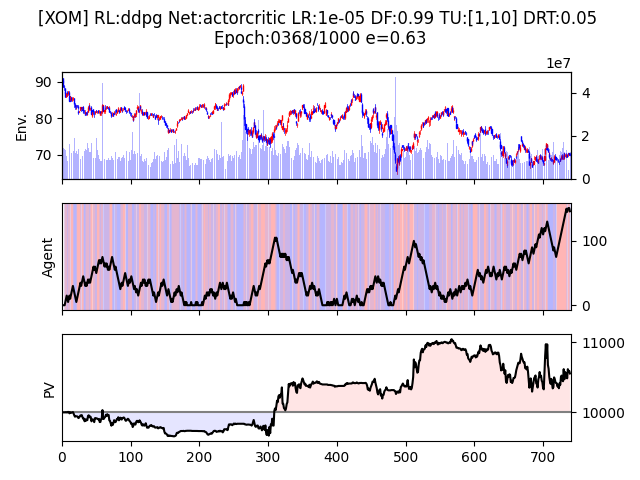 [XOM] RL:ddpg Net:actorcritic LR:1e-05 DF:0.99 TU:[1,10] DRT:0.05
Epoch:0368/1000 e=0.63
1e7
90
80
70
Env.
4
2
0
Agent
100
0
PV
11000
10000
0 100 200 300 400 500 600 700